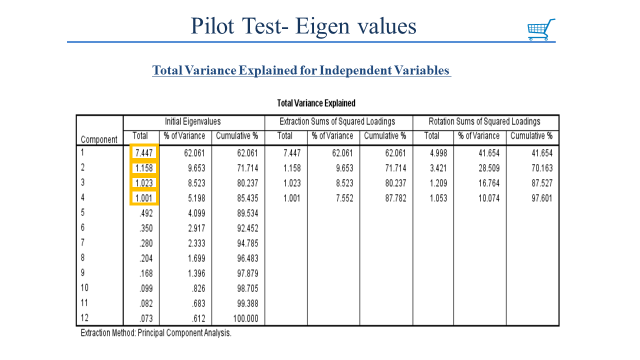 Pilot Test- Eigen values
Total Variance Explained for Independent Variables
Total Variance Explained
Initial Eigenvalues Extraction Sums of Squared Loadings Rotation Sums of Squared Loadings
Component Total % of Variance Cumulative % Total % of Variance Cumulative % Total % of Variance Cumulative %
1 7.447 62.061 62.061 7.447 62.061 62.061 4.998 41.654 41.654
2 1.158 9.653 71.714 1.158 9.653 71.714 3.421 28.509 70.163
3 1.023 8.523 80.237 1.023 8.523 80.237 1.209 16.764 87.527
4 1.001 5.198 85.435 1.001 7.552 87.782 1.053 10.074 97.601
5 .492 4.099 89.534
6 .350 2.917 92.452
7 .280 2.333 94.785
8 .204 1.699 96.483
9 .168 1.396 97.879
10 .099 .826 98.705
11 .082 .683 99.388
12 .073 .612 100.000
Extraction Method: Principal Component Analysis.